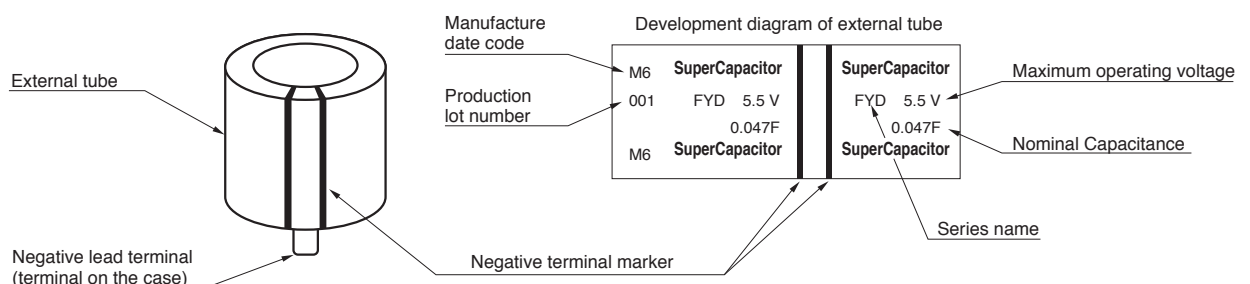 Manufacture
date code
Development diagram of external tube
External tube
M6 SuperCapacitor SuperCapacitor
Maximum operating voltage
Production
lot number
001 FYD 5.5 V FYD 5.5 V
0.047F 0.047F
Nominal Capacitance
M6 SuperCapacitor SuperCapacitor
Series name
Negative lead terminal
(terminal on the case)
Negative terminal marker